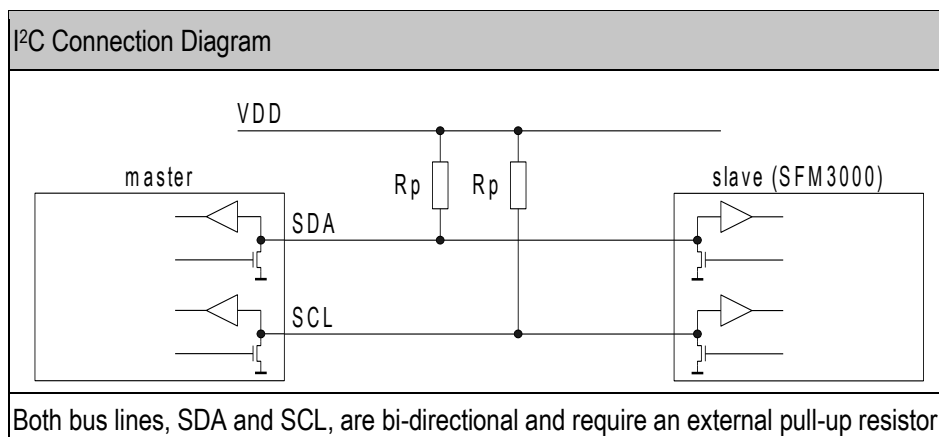 I²C Connection Diagram
VDD
master
Rp
Rp
slave (SFM3000)
SDA
SCL
Both bus lines, SDA and SCL, are bi-directional and require an external pull-up resistor